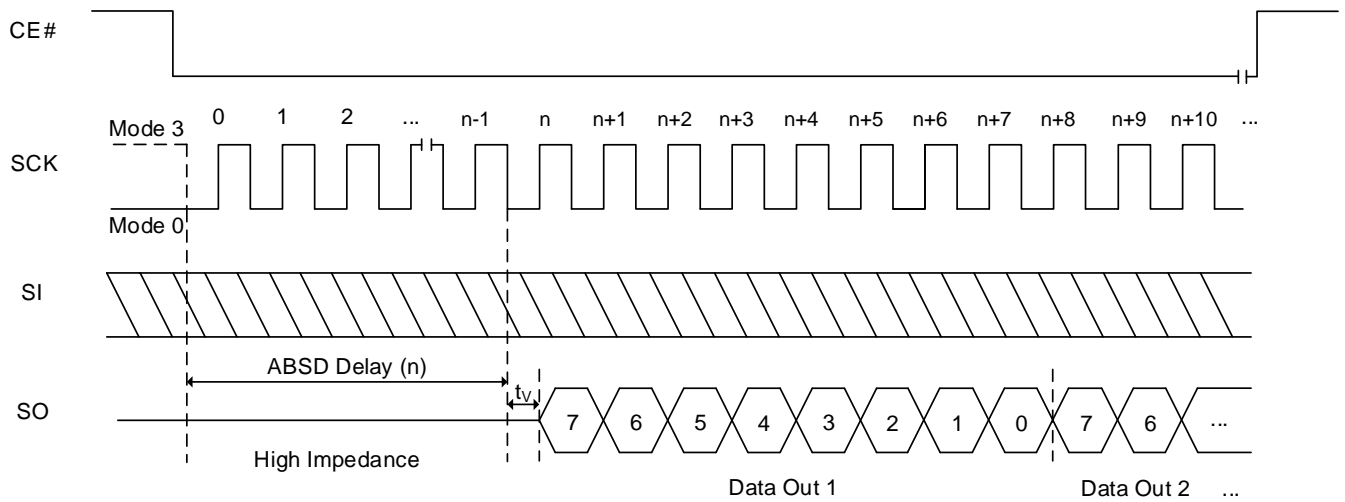 CE#
Mode 3
0 1 2 ... n-1 n n+1 n+2 n+3 n+4 n+5 n+6 n+7 n+8 n+9 n+10 ...
SCK
Mode 0
SI
ABSD Delay (n)
tV
SO
7 6 5 4 3 2 1 0 7 6 ...
High Impedance
Data Out 1 Data Out 2 ...